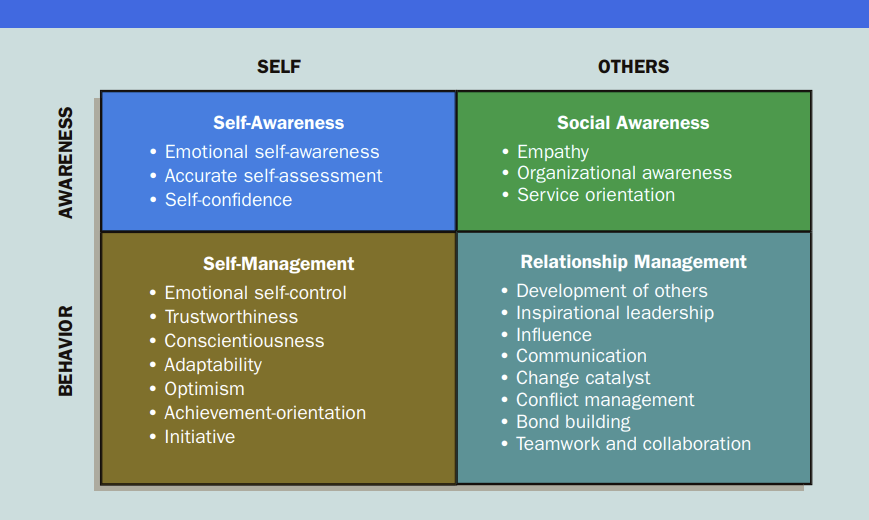 SELF
OTHERS
AWARENESS
Self-Awareness
• Emotional self-awareness
• Accurate self-assessment
• Self-confidence
Social Awareness
• Empathy
• Organizational awareness
• Service orientation
BEHAVIOR
Self-Management
• Emotional self-control
• Trustworthiness
• Conscientiousness
• Adaptability
• Optimism
• Achievement-orientation
• Initiative
Relationship Management
• Development of others
• Inspirational leadership
• Influence
• Communication
• Change catalyst
• Conflict management
• Bond building
• Teamwork and collaboration